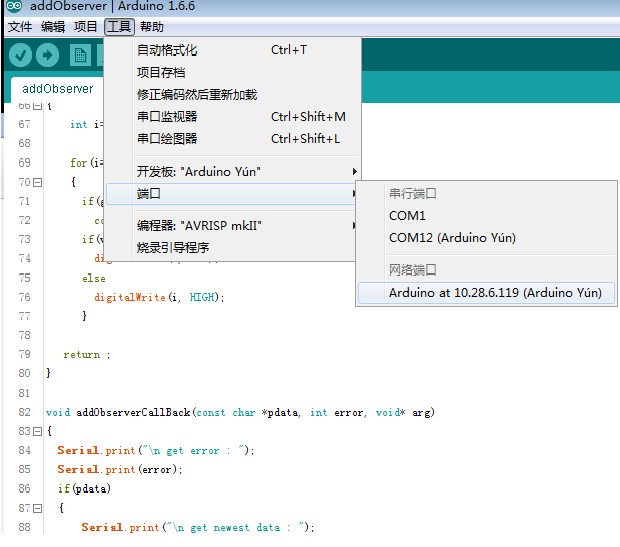 addObserver | Arduino 1.6.6
文件 编辑 项目 工具 帮助
addObserver
自动格式化 Ctrl+T
项目存档
修正编码然后重新加载
串口监视器 Ctrl+Shift+M
串口绘图器 Ctrl+Shift+L
开发板: "Arduino Yún"
端口
编程器: "AVRISP mkII"
烧录引导程序
串行端口
COM1
COM12 (Arduino Yún)
网络端口
Arduino at 10.28.6.119 (Arduino Yún)
66 {
67 int i=
68
69 for(i=
70 {
71 if(g
72 co
73 if(v
74
75 else
76 digitalWrite(i, HIGH);
77 }
78
79 return ;
80 }
81
82 void addObserverCallBack(const char *pdata, int error, void* arg)
83 {
84 Serial.print("\n get error : ");
85 Serial.print(error);
86 if(pdata)
87 {
88 Serial.print("\n get newest data : ");